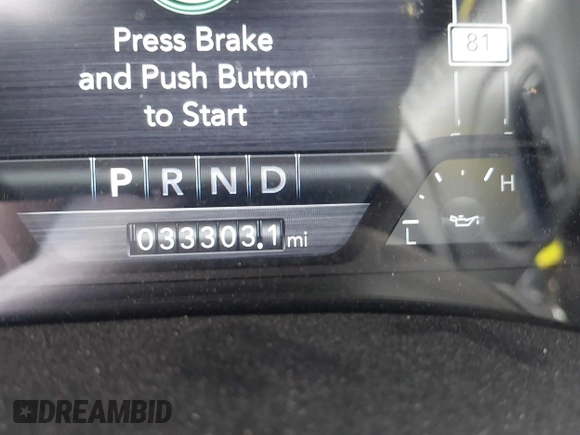 Press Brake
and Push Button
to Start
81
P R N D
033303.1 mi
H
L
DREAMBID